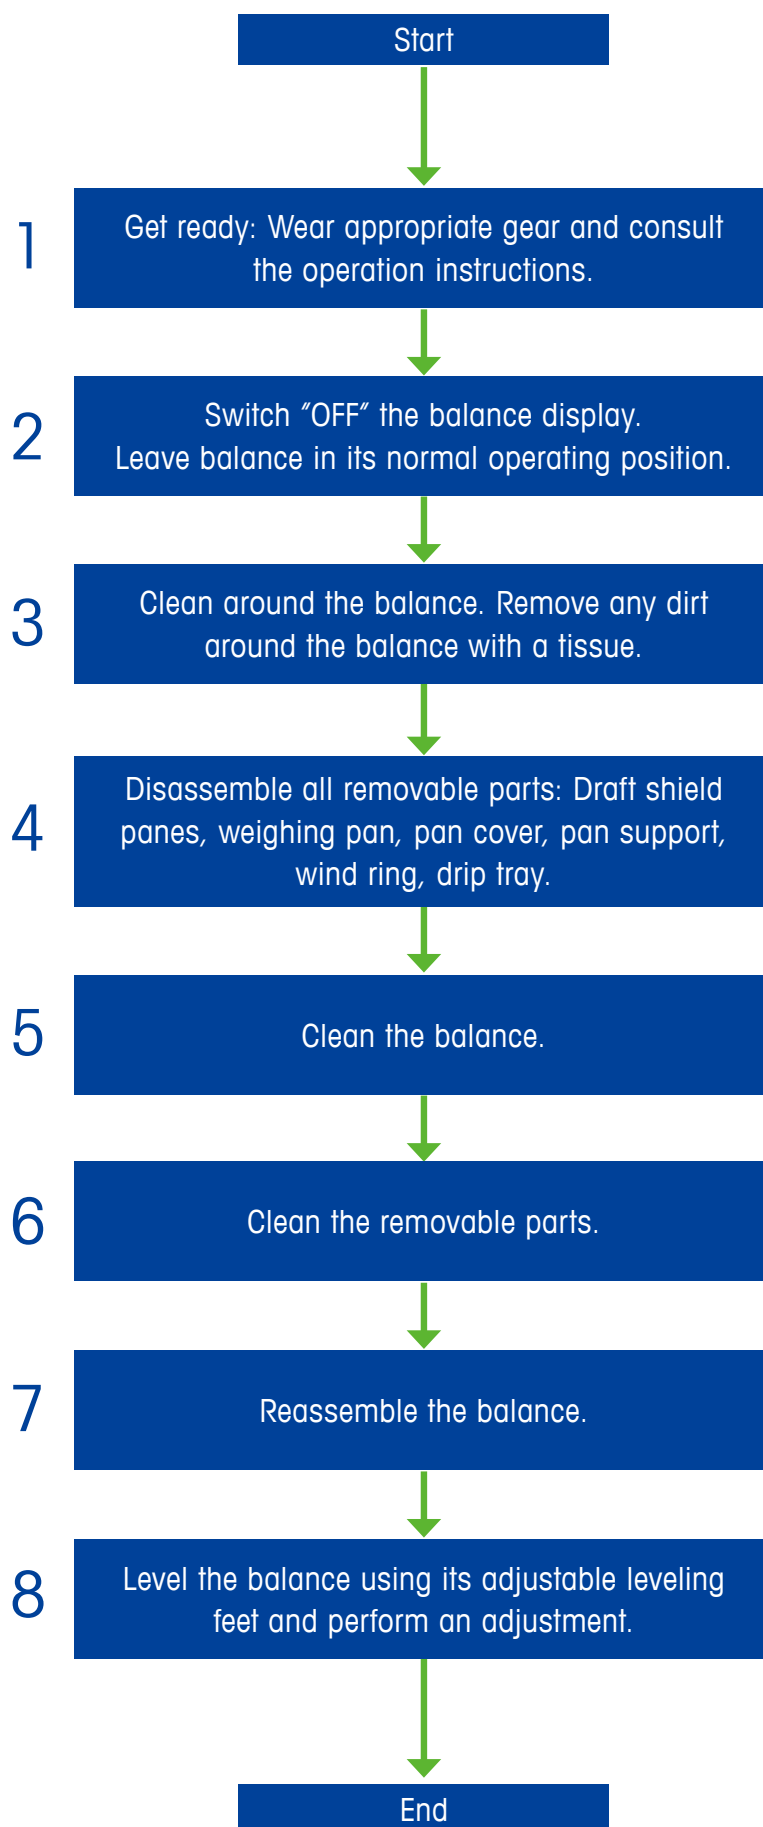 Start
1
Get ready: Wear appropriate gear and consult
the operation instructions.
2
Switch "OFF" the balance display.
Leave balance in its normal operating position.
3
Clean around the balance. Remove any dirt
around the balance with a tissue.
4
Disassemble all removable parts: Draft shield
panes, weighing pan, pan cover, pan support,
wind ring, drip tray.
5
Clean the balance.
6
Clean the removable parts.
7
Reassemble the balance.
8
Level the balance using its adjustable leveling
feet and perform an adjustment.
End